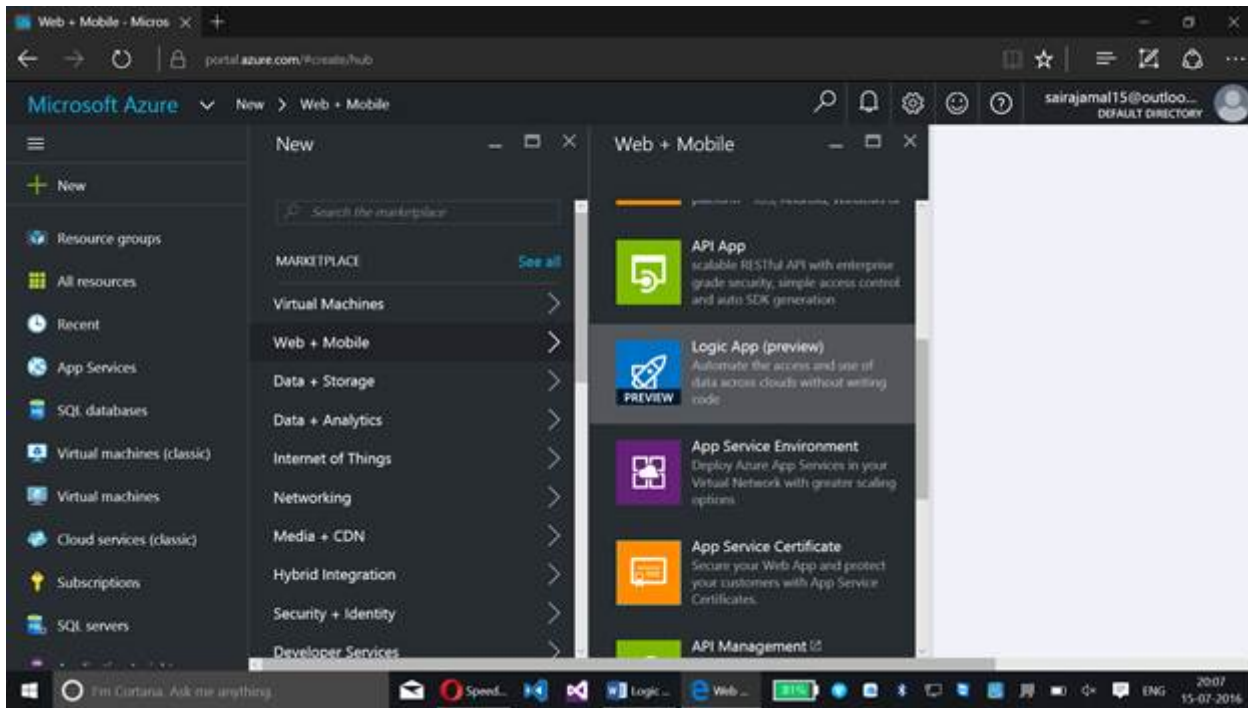 Web + Mobile - Micros
portal.azure.com/#create/hub
Microsoft Azure
New > Web + Mobile
sairajamal15@outloo...
DEFAULT DIRECTORY
New
Resource groups
All resources
Recent
App Services
SQL databases
Virtual machines (classic)
Virtual machines
Cloud services (classic)
Subscriptions
SQL servers
New
Search the marketplace
MARKETPLACE
See all
Virtual Machines
Web + Mobile
Data + Storage
Data + Analytics
Internet of Things
Networking
Media + CDN
Hybrid Integration
Security + Identity
Developer Services
Web + Mobile
API App
scalable RESTful API with enterprise
grade security, simple access control
and auto SDK generation
PREVIEW
Logic App (preview)
Automate the access and use of
data across clouds without writing
code
App Service Environment
Deploy Azure App Services in your
Virtual Network with greater scaling
options
App Service Certificate
Secure your Web App and protect
your customers with App Service
Certificates.
API Management
I'm Cortana. Ask me anything.
Speed...
Logic ...
Web ...
ENG
20:07
15-07-2016